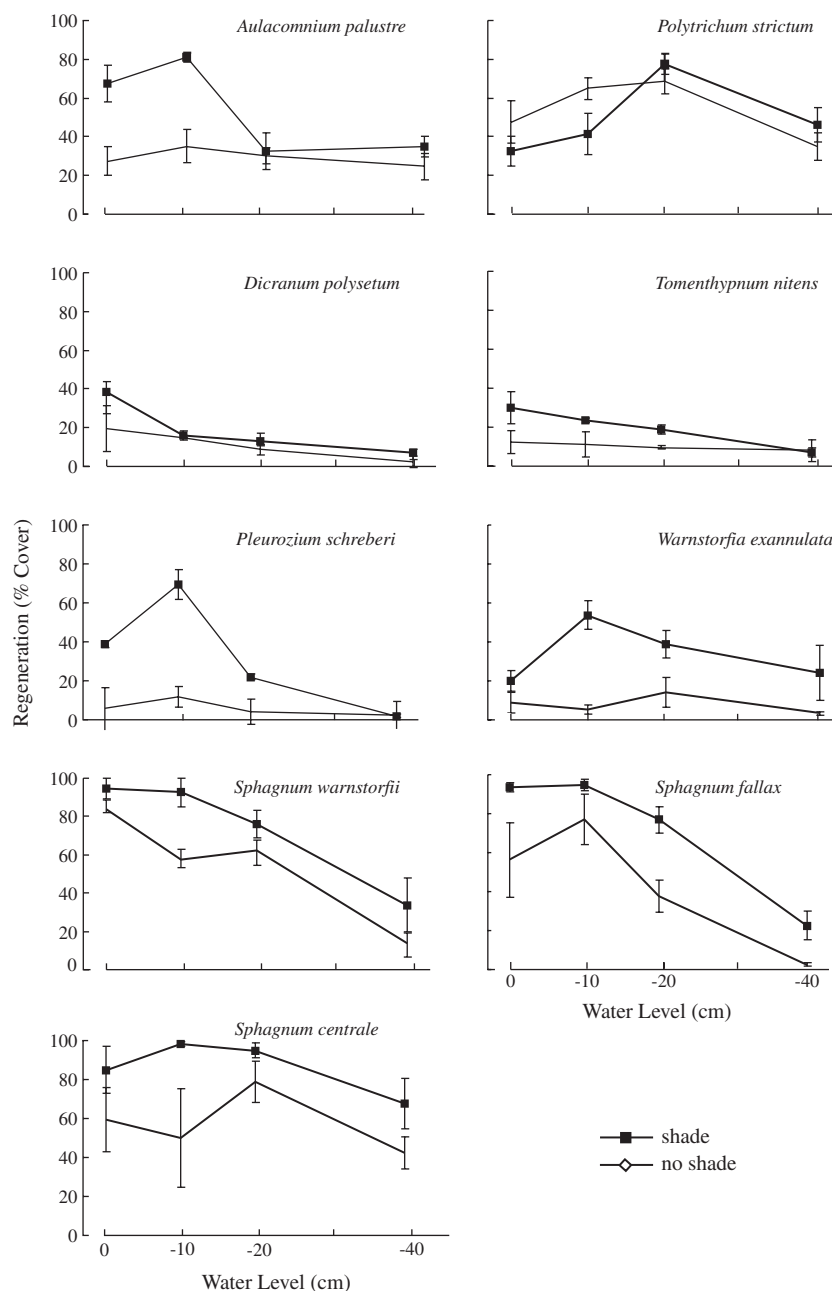 Aulacomnium palustre
100
80
60
40
20
0
Polytrichum strictum
Dicranum polysetum
100
80
60
40
20
0
Tomenthypnum nitens
Regeneration (% Cover)
Pleurozium schreberi
100
80
60
40
20
0
Warnstorfia exannulata
Sphagnum warnstorfii
100
80
60
40
20
0
Sphagnum fallax
0 -10 -20 -40
Water Level (cm)
Sphagnum centrale
100
80
60
40
20
0
0 -10 -20 -40
Water Level (cm)
shade
no shade